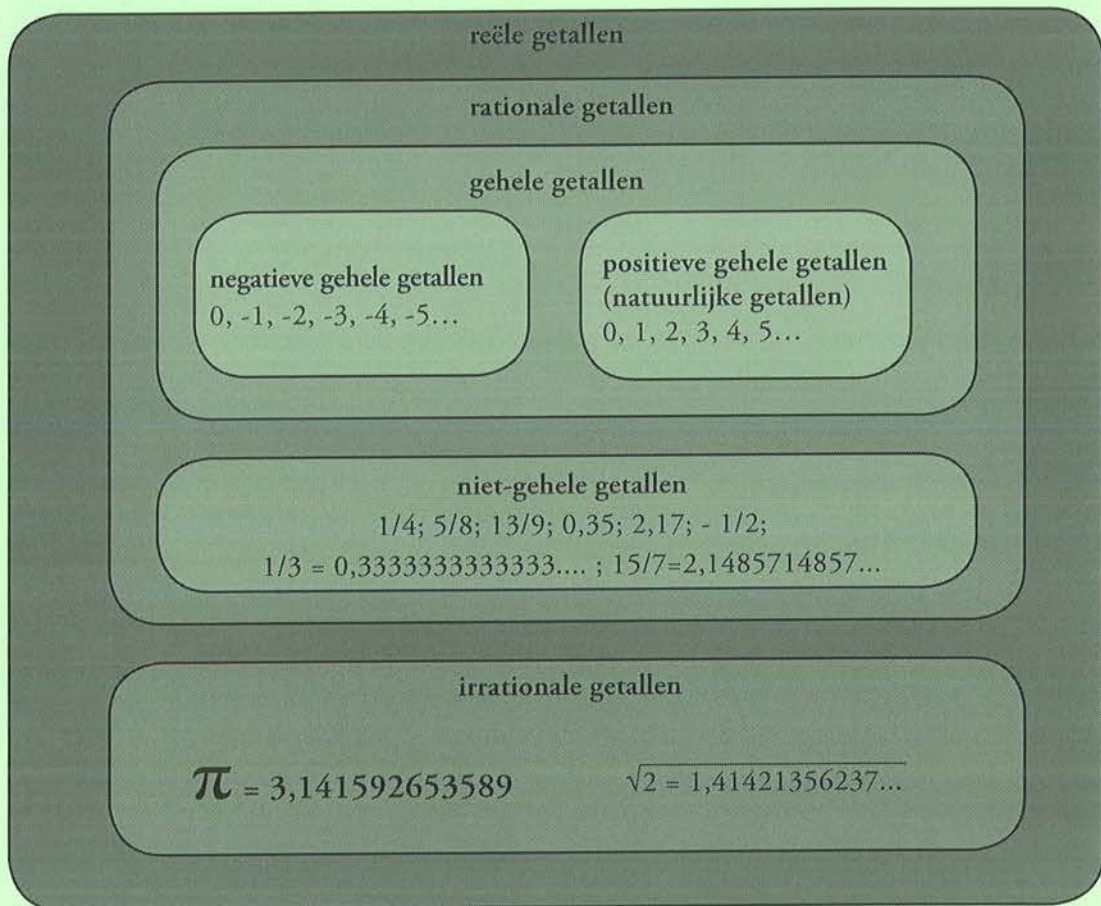 reële getallen
rationale getallen
gehele getallen
negatieve gehele getallen
0, -1, -2, -3, -4, -5...
positieve gehele getallen
(natuurlijke getallen)
0, 1, 2, 3, 4, 5...
niet-gehele getallen
1/4; 5/8; 13/9; 0,35; 2,17; - 1/2;
1/3 = 0,3333333333333.... ; 15/7=2,1485714857...
irrationale getallen
π = 3,141592653589
√2 = 1,41421356237...